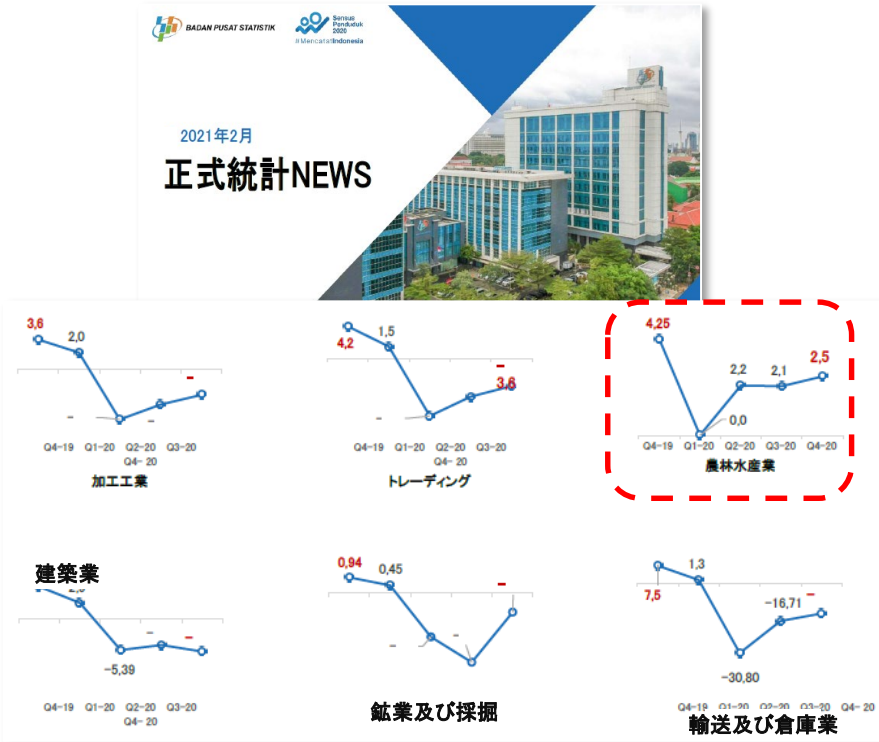 BADAN PUSAT STATISTIK
Sensus
Penduduk
2020
#MencatatIndonesia
2021年2月
正式統計NEWS
3,6
2,0
–
–
–
Q4-19 Q1-20 Q2-20 Q3-20
Q4- 20
加工工業
4,2
1,5
–
–
3,6
Q4-19 Q1-20 Q2-20 Q3-20
Q4- 20
トレーディング
4,25
0,0
2,2
2,1
2,5
Q4-19 Q1-20 Q2-20 Q3-20 Q4-20
農林水産業
建築業
–
–
-5,39
Q4-19 Q1-20 Q2-20 Q3-20
Q4- 20
0,94
0,45
–
–
–
鉱業及び採掘
7,5
1,3
-30,80
-16,71
–
Q4-19 Q1-20 Q2-20 Q3-20 Q4- 20
輸送及び倉庫業